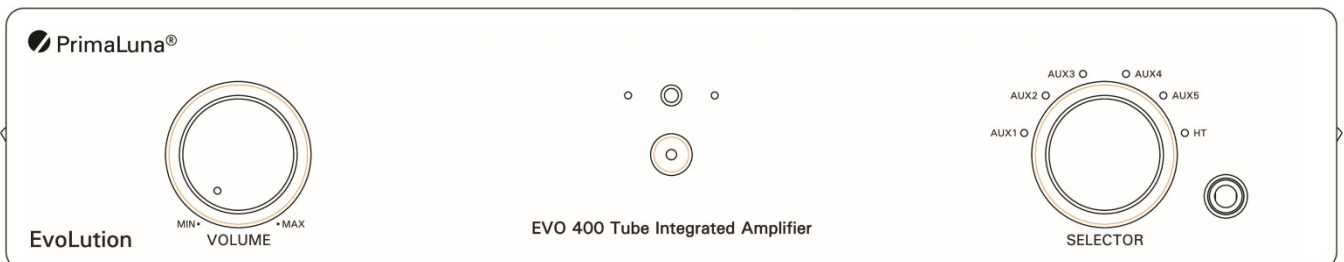 PrimaLuna®
AUX3 AUX4
AUX2 AUX5
AUX1 HT
MIN MAX
EvoLution VOLUME EVO 400 Tube Integrated Amplifier SELECTOR